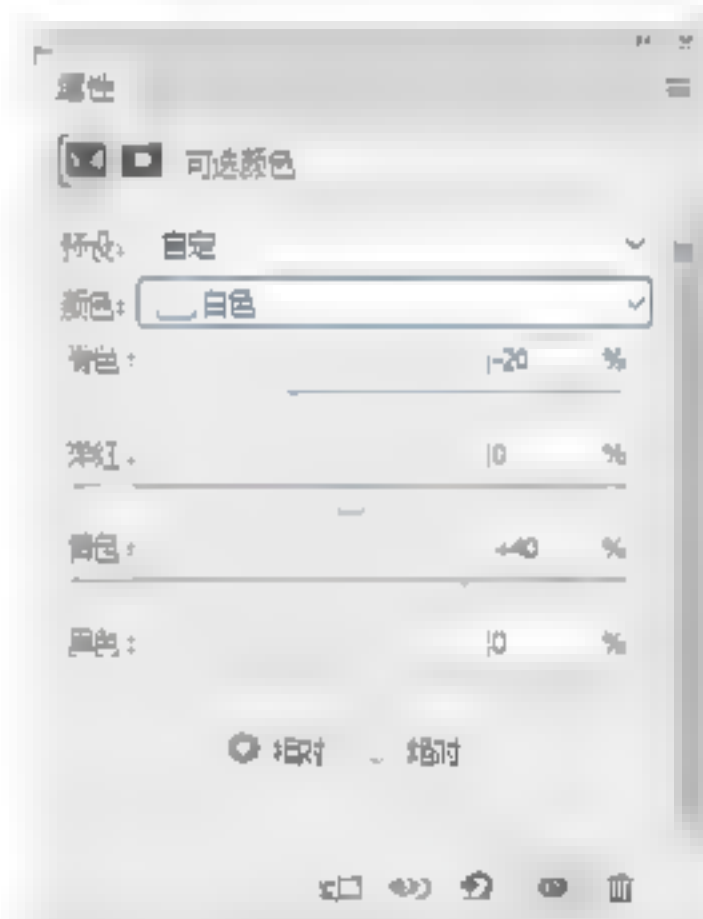 属性
可选颜色
预设： 自定
颜色： 白色
青色： -20 %
洋红： 0 %
黄色： +40 %
黑色： 0 %
相对 绝对